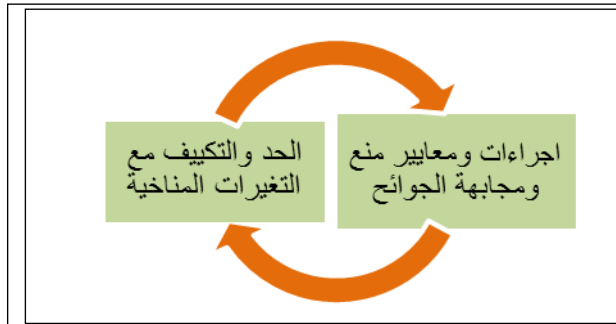 اجراءات ومعايير منع
ومجابهة الجوائح
الحد والتكييف مع
التغيرات المناخية